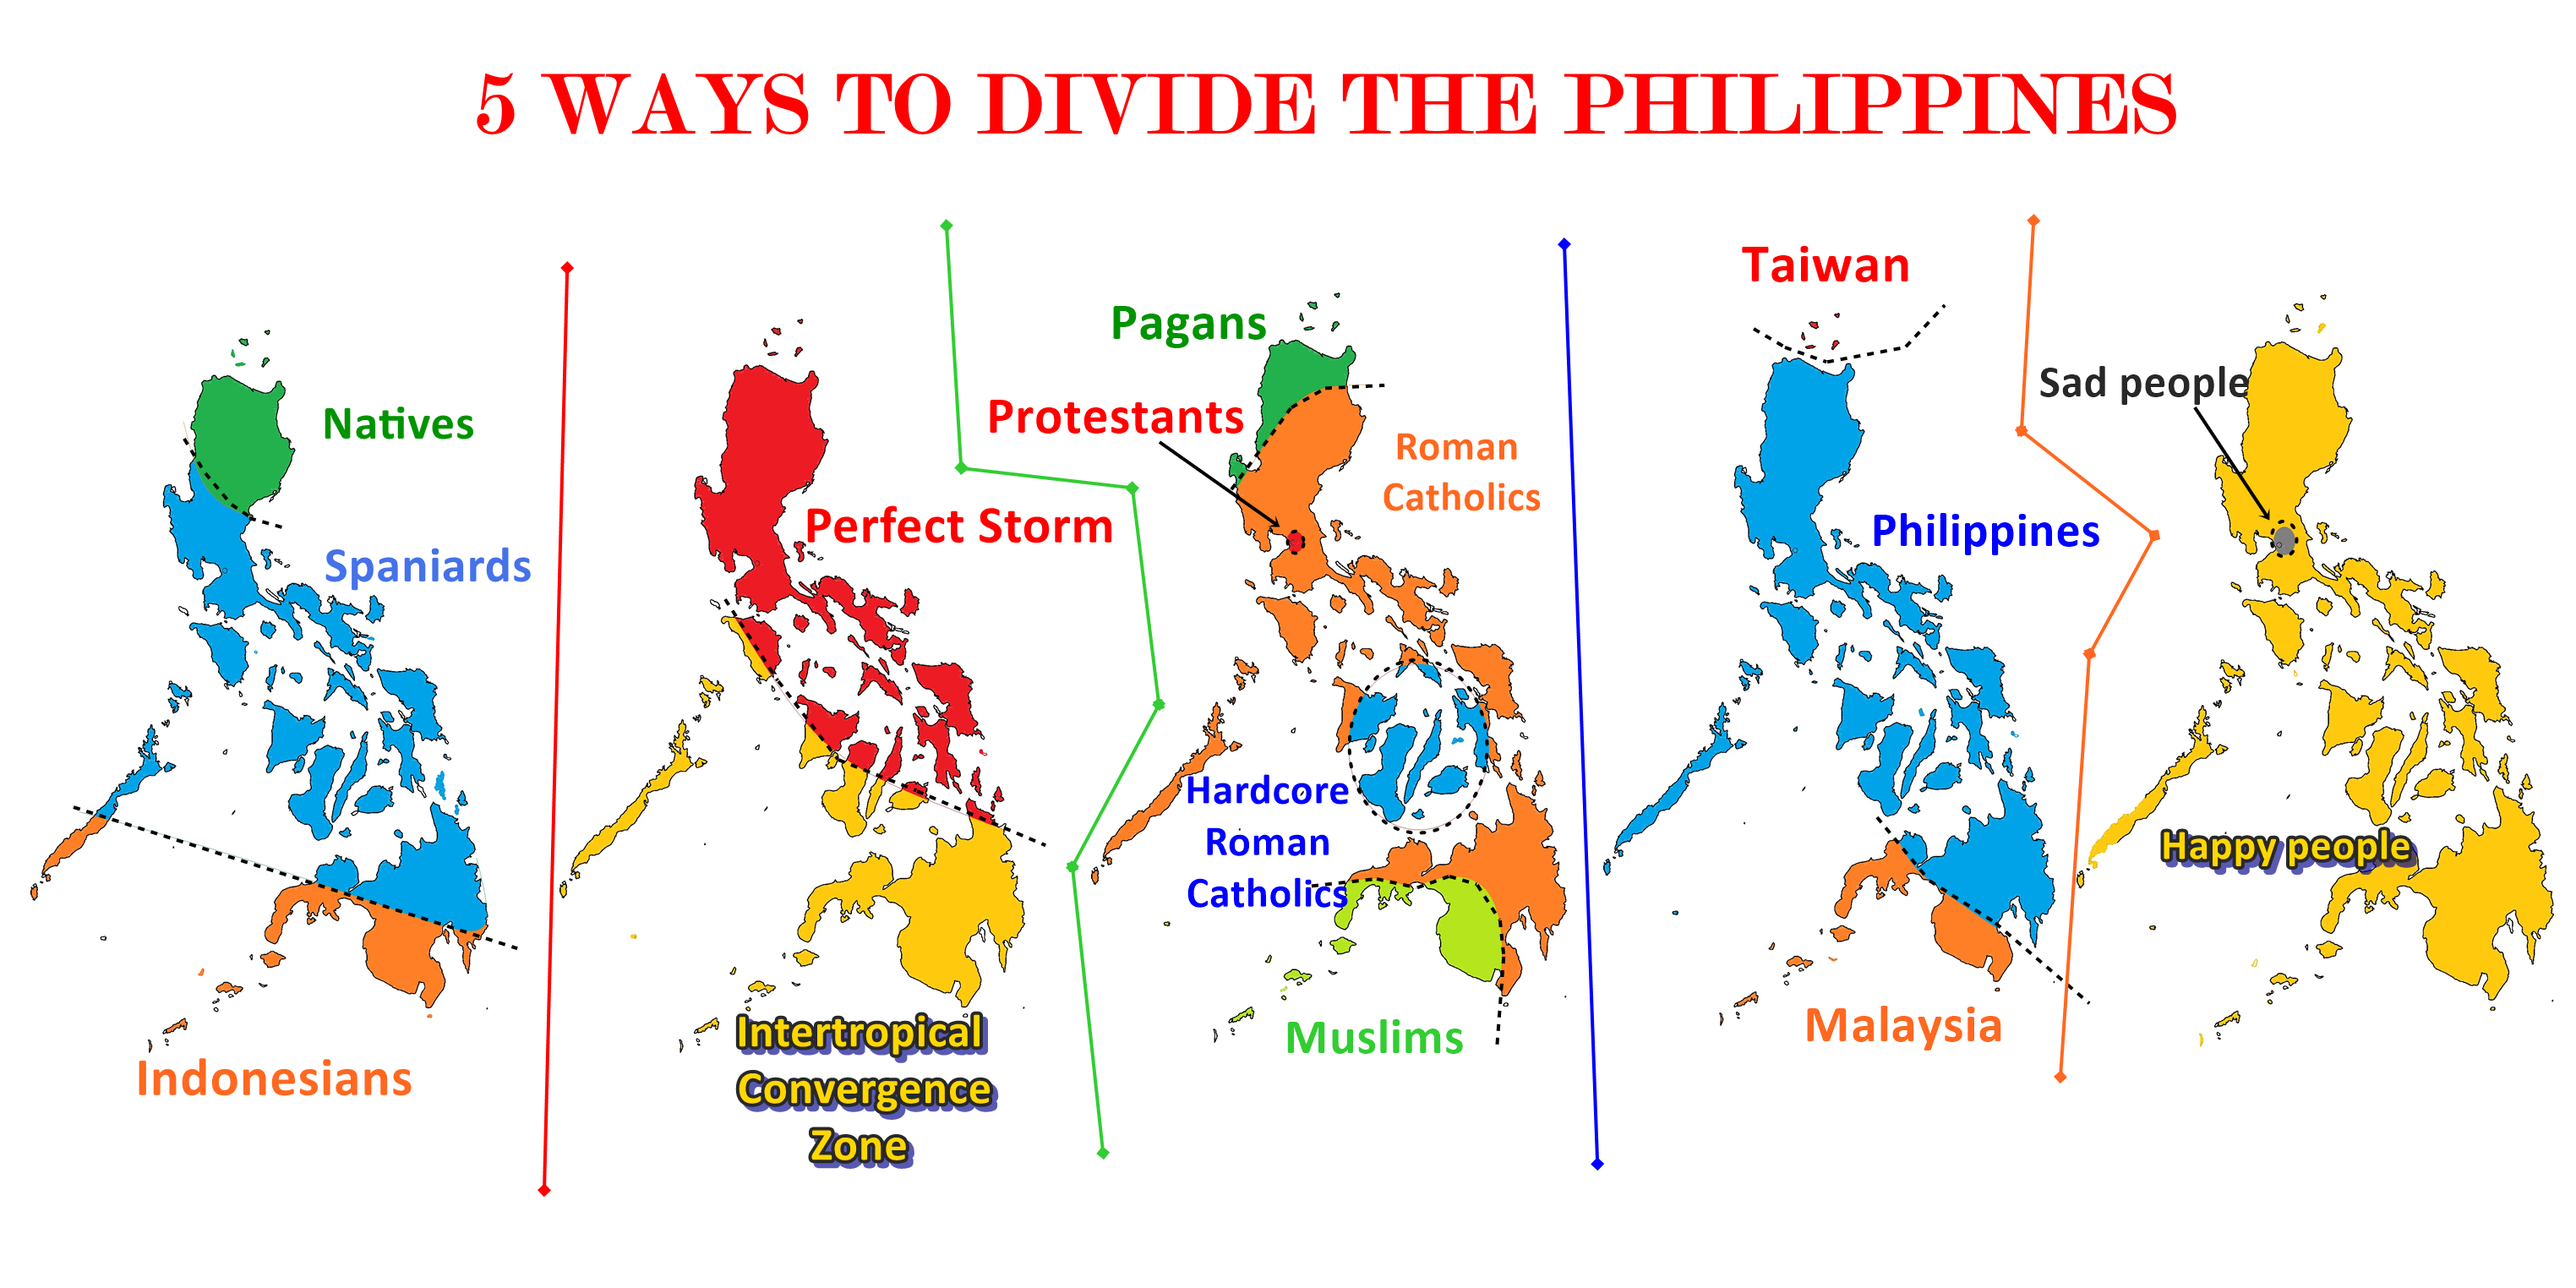 5 WAYS TO DIVIDE THE PHILIPPINES
Natives
Spaniards
Indonesians
Perfect Storm
Intertropical
Convergence
Zone
Pagans
Protestants
Roman
Catholics
Hardcore
Roman
Catholics
Muslims
Taiwan
Philippines
Malaysia
Sad people
Happy people